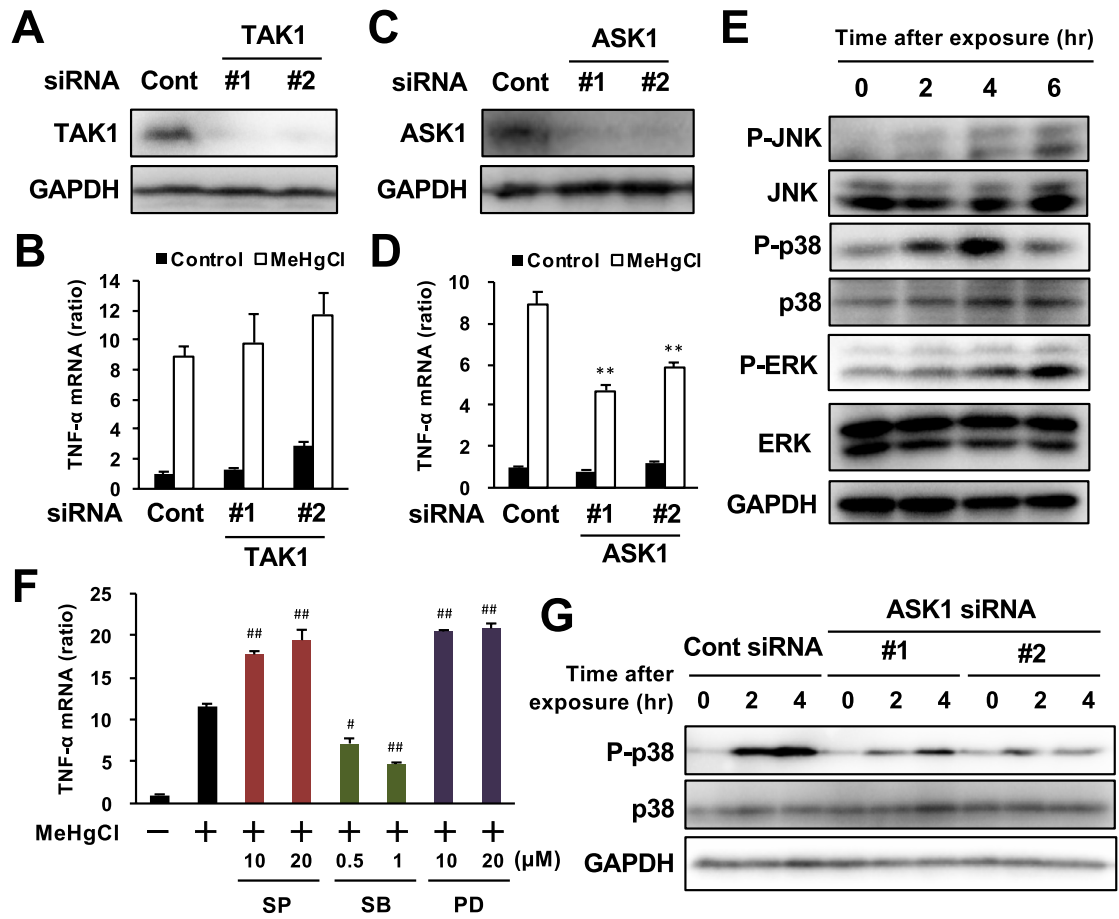 A
TAK1
siRNA Cont #1 #2
TAK1
GAPDH
B
■Control □MeHgCl
TNF-α mRNA (ratio)
14
12
10
8
6
4
2
0
siRNA Cont #1 #2
TAK1
C
ASK1
siRNA Cont #1 #2
ASK1
GAPDH
D
■Control □MeHgCl
TNF-α mRNA (ratio)
10
8
6
4
2
0
**
**
siRNA Cont #1 #2
ASK1
E
Time after exposure (hr)
0 2 4 6
P-JNK
JNK
P-p38
p38
P-ERK
ERK
GAPDH
F
TNF-α mRNA (ratio)
25
20
15
10
5
0
## ## # ## ## ##
MeHgCl − + + + + + + +
10 20 0.5 1 10 20 (μM)
SP SB PD
G
ASK1 siRNA
Cont siRNA #1 #2
Time after
exposure (hr) 0 2 4 0 2 4 0 2 4
P-p38
p38
GAPDH